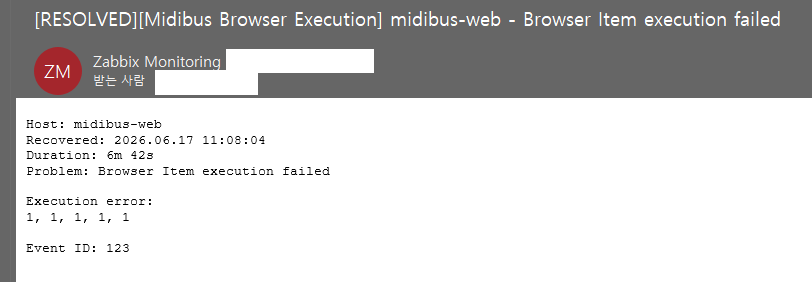 [RESOLVED][Midibus Browser Execution] midibus-web - Browser Item execution failed
ZM
Zabbix Monitoring
받는 사람
Host: midibus-web
Recovered: 2026.06.17 11:08:04
Duration: 6m 42s
Problem: Browser Item execution failed
Execution error:
1, 1, 1, 1, 1
Event ID: 123